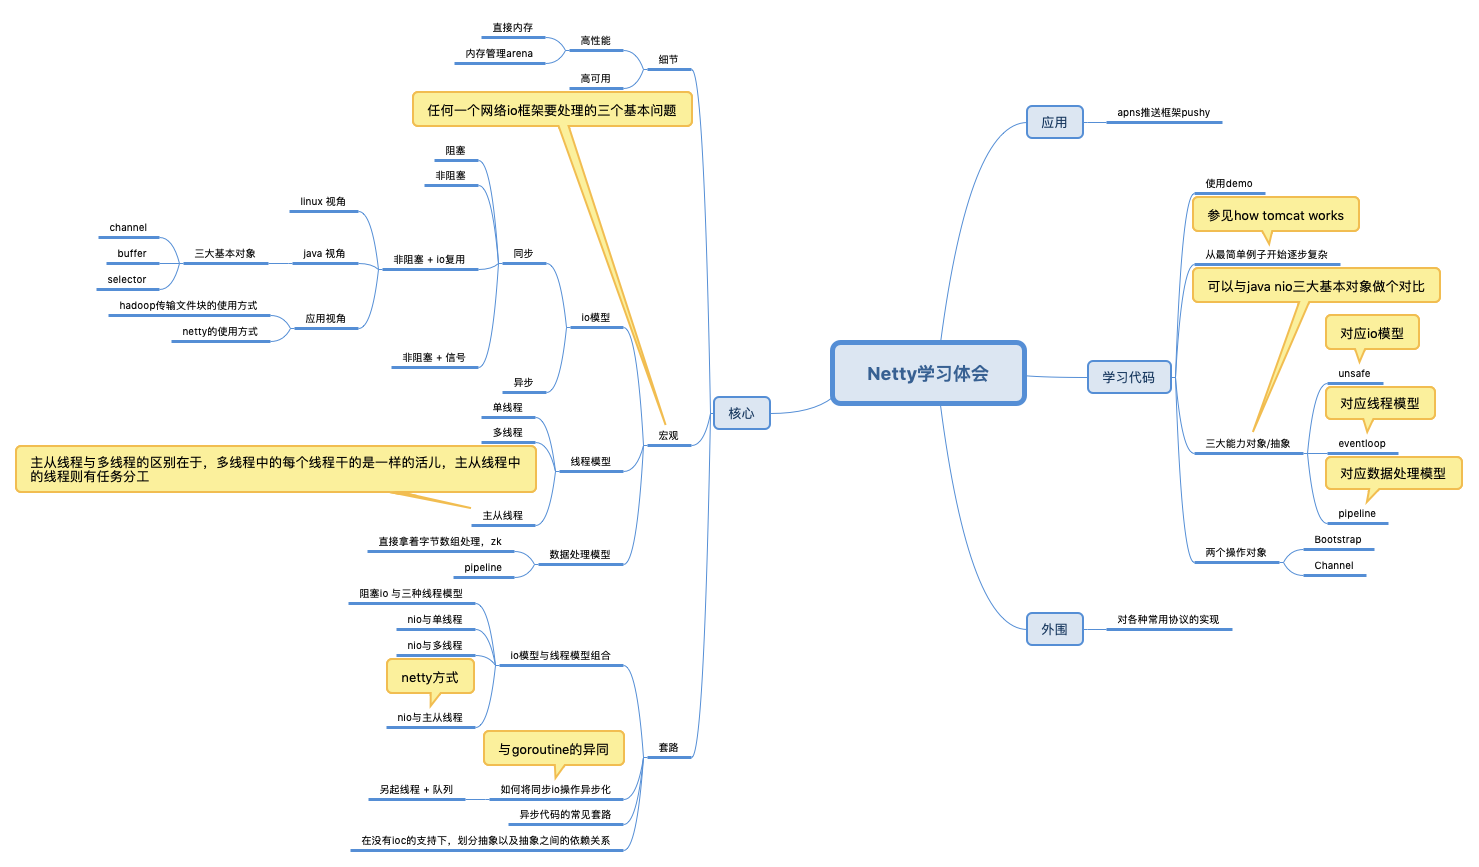 Netty学习体会
应用
apns推送框架pushy
学习代码
使用demo
参见how tomcat works
从最简单例子开始逐步复杂
可以与java nio三大基本对象做个对比
三大能力对象/抽象
对应io模型
unsafe
对应线程模型
eventloop
对应数据处理模型
pipeline
两个操作对象
Bootstrap
Channel
外围
对各种常用协议的实现
核心
细节
高性能
直接内存
内存管理arena
高可用
任何一个网络io框架要处理的三个基本问题
宏观
io模型
同步
阻塞
非阻塞
非阻塞 + io复用
linux 视角
java 视角
三大基本对象
channel
buffer
selector
应用视角
hadoop传输文件块的使用方式
netty的使用方式
非阻塞 + 信号
异步
线程模型
单线程
多线程
主从线程与多线程的区别在于，多线程中的每个线程干的是一样的活儿，主从线程中
的线程则有任务分工
主从线程
数据处理模型
直接拿着字节数组处理，zk
pipeline
套路
io模型与线程模型组合
阻塞io 与三种线程模型
nio与单线程
nio与多线程
netty方式
nio与主从线程
与goroutine的异同
如何将同步io操作异步化
另起线程 + 队列
异步代码的常见套路
在没有ioc的支持下，划分抽象以及抽象之间的依赖关系